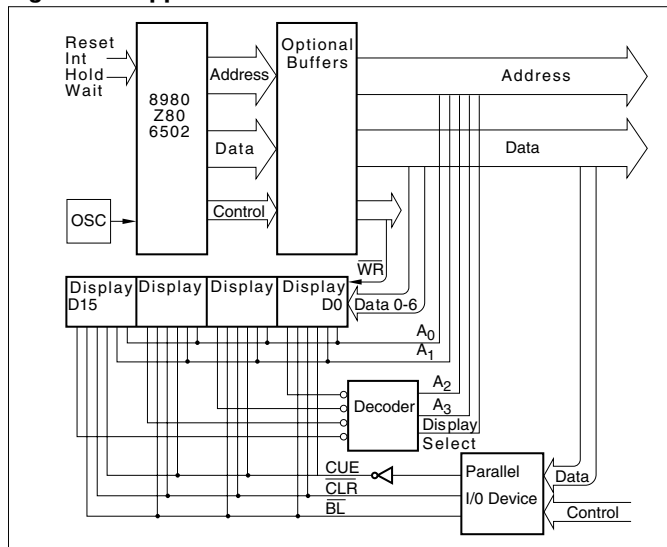 Reset
Int
Hold
Wait
8980
Z80
6502
OSC
Address
Data
Control
Optional
Buffers
Address
Data
WR
Display
D15
Display
Display
Display
D0
Data 0-6
A0
A1
A2
A3
Decoder
Display
Select
CUE
CLR
BL
Parallel
I/0 Device
Data
Control